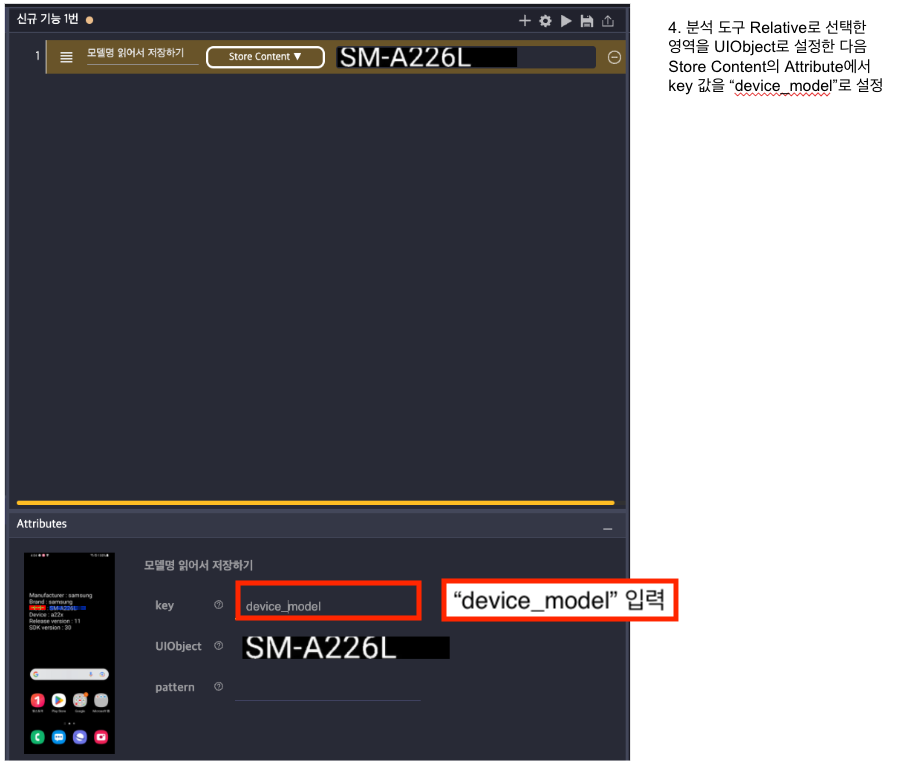 신규 기능 1번
1
모델명 읽어서 저장하기
Store Content ▼
SM-A226L
4. 분석 도구 Relative로 선택한
영역을 UIObject로 설정한 다음
Store Content의 Attribute에서
key 값을 “device_model”로 설정
Attributes
Manufacturer : samsung
Brand : samsung
SM-A226L
Device : a22x
Release version : 11
SDK version : 30
모델명 읽어서 저장하기
key
device_model
“device_model” 입력
UIObject
SM-A226L
pattern